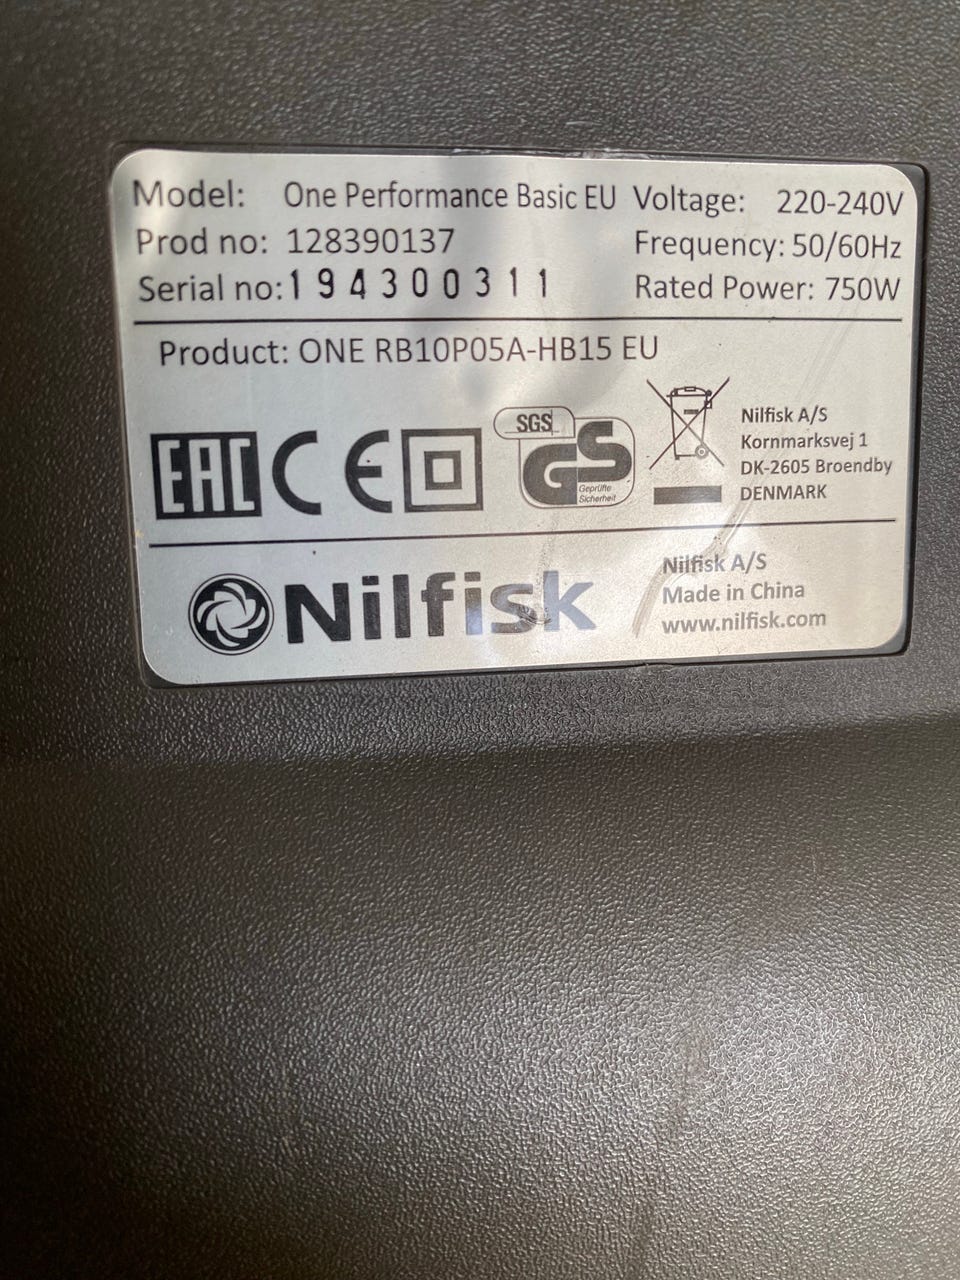 Model: One Performance Basic EU Voltage: 220-240V
Prod no: 128390137 Frequency: 50/60Hz
Serial no: 194300311 Rated Power: 750W
Product: ONE RB10P05A-HB15 EU
EAC CE
SGS
GS
Geprüfte
Sicherheit
Nilfisk A/S
Kornmarksvej 1
DK-2605 Broendby
DENMARK
Nilfisk
Nilfisk A/S
Made in China
www.nilfisk.com